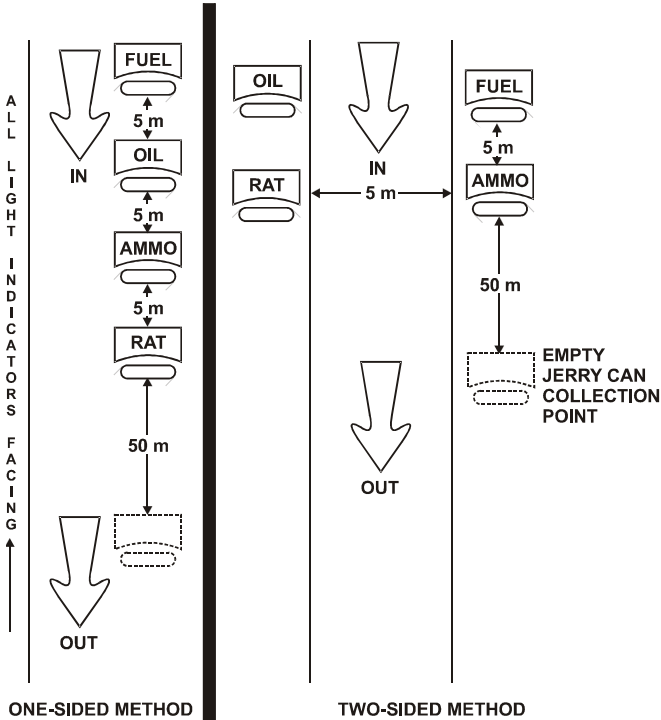 ALL LIGHT INDICATORS FACING
FUEL
5 m
IN
OIL
5 m
AMMO
5 m
RAT
50 m
OUT
ONE-SIDED METHOD
OIL
FUEL
IN
5 m
RAT
5 m
AMMO
50 m
EMPTY
JERRY CAN
COLLECTION
POINT
OUT
TWO-SIDED METHOD